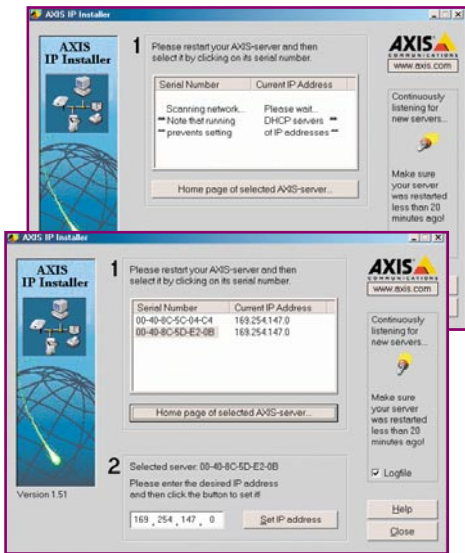 AXIS IP Installer
AXIS
IP Installer
1
Please restart your AXIS-server and then
select it by clicking on its serial number.
Serial Number Current IP Address
Scanning network... Please wait...
** Note that running DHCP servers **
** prevents setting of IP addresses **
Home page of selected AXIS-server...
AXIS
COMMUNICATIONS
www.axis.com
Continuously
listening for
new servers...
Make sure
your server
was restarted
less than 20
minutes ago!
AXIS IP Installer
AXIS
IP Installer
Version 1.51
1
Please restart your AXIS-server and then
select it by clicking on its serial number.
Serial Number Current IP Address
00-40-8C-5C-04-C4 169.254.147.0
00-40-8C-5D-E2-0B 169.254.147.0
Home page of selected AXIS-server...
2
Selected server: 00-40-8C-5D-E2-0B
Please enter the desired IP address
and then click the button to set it!
169 . 254 . 147 . 0 Set IP address
AXIS
COMMUNICATIONS
www.axis.com
Continuously
listening for
new servers...
Make sure
your server
was restarted
less than 20
minutes ago!
Logfile
Help
Close